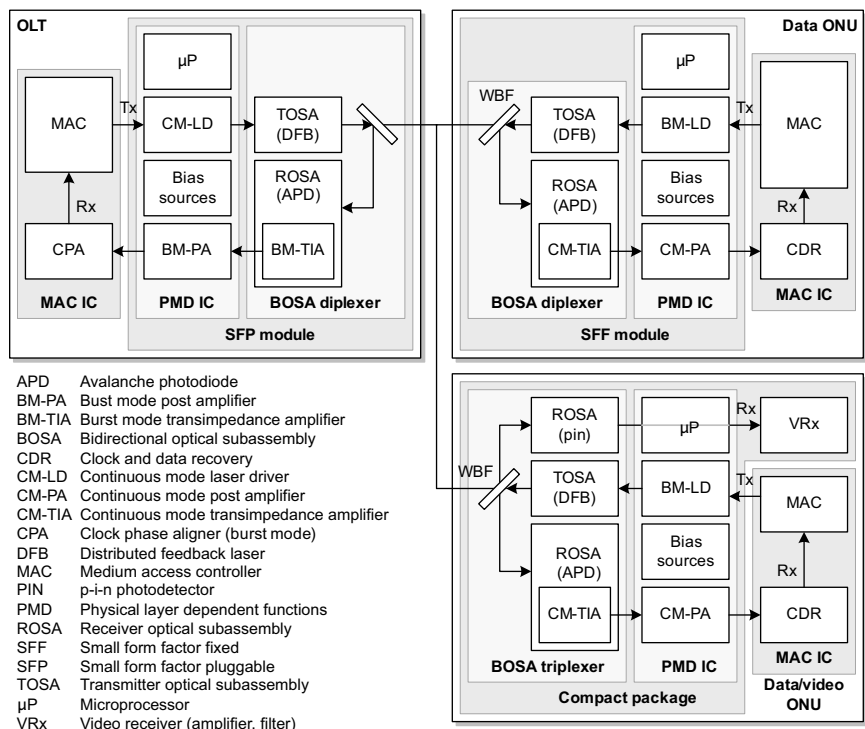 OLT
µP
MAC
Tx
CM-LD
TOSA
(DFB)
Bias
sources
ROSA
(APD)
Rx
CPA
BM-PA
BM-TIA
MAC IC
PMD IC
BOSA diplexer
SFP module
Data ONU
µP
WBF
TOSA
(DFB)
BM-LD
Tx
MAC
ROSA
(APD)
Bias
sources
Rx
CM-TIA
CM-PA
CDR
BOSA diplexer
PMD IC
MAC IC
SFF module
ROSA
(pin)
µP
Rx
VRx
WBF
TOSA
(DFB)
BM-LD
Tx
MAC
ROSA
(APD)
Bias
sources
Rx
CM-TIA
CM-PA
CDR
BOSA triplexer
PMD IC
MAC IC
Compact package
Data/video
ONU
APD Avalanche photodiode
BM-PA Bust mode post amplifier
BM-TIA Burst mode transimpedance amplifier
BOSA Bidirectional optical subassembly
CDR Clock and data recovery
CM-LD Continuous mode laser driver
CM-PA Continuous mode post amplifier
CM-TIA Continuous mode transimpedance amplifier
CPA Clock phase aligner (burst mode)
DFB Distributed feedback laser
MAC Medium access controller
PIN p-i-n photodetector
PMD Physical layer dependent functions
ROSA Receiver optical subassembly
SFF Small form factor fixed
SFP Small form factor pluggable
TOSA Transmitter optical subassembly
µP Microprocessor
VRx Video receiver (amplifier, filter)